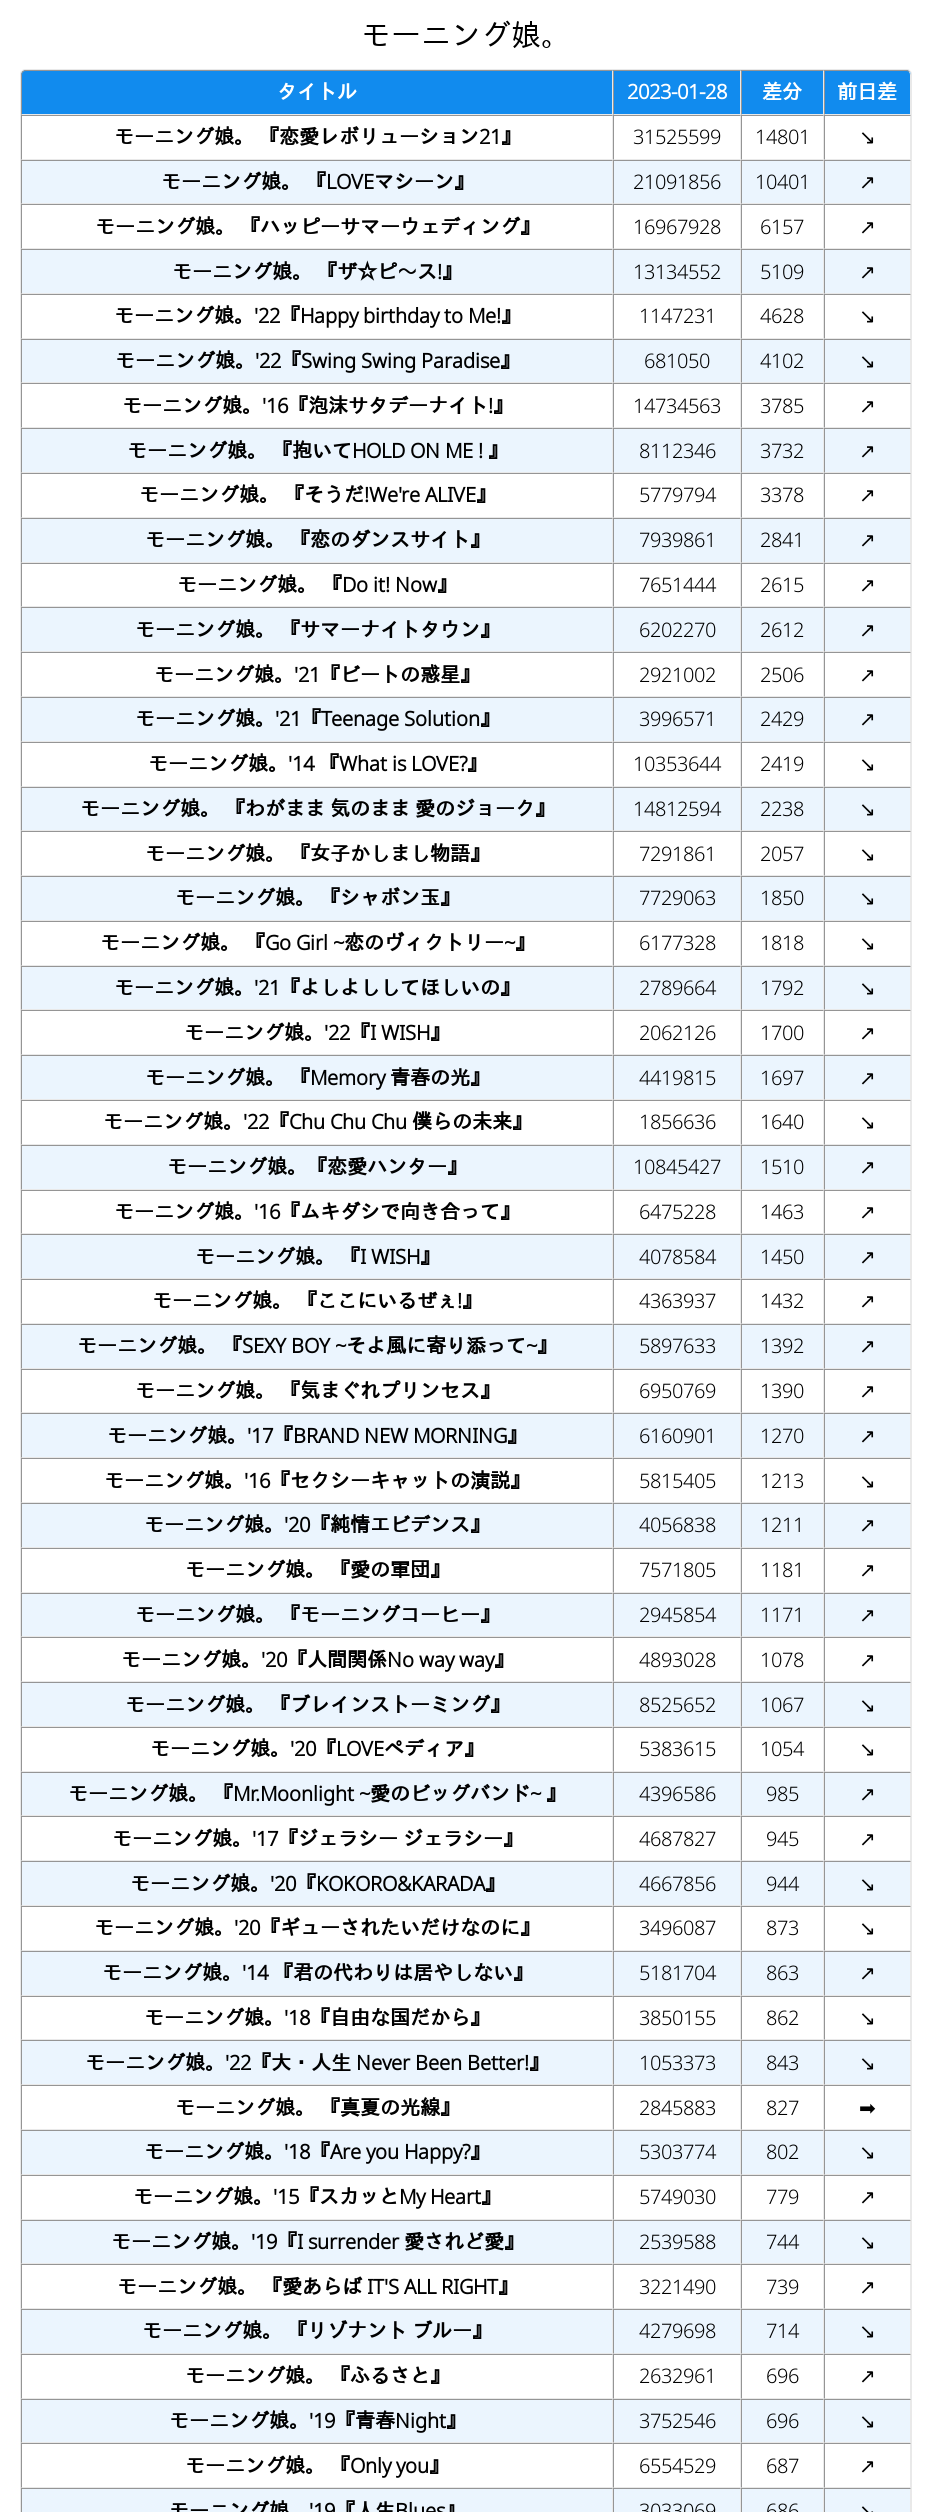 モーニング娘。
タイトル 2023-01-28 差分 前日差
モーニング娘。 『恋愛レボリューション21』 31525599 14801 ↘
モーニング娘。 『LOVEマシーン』 21091856 10401 ↗
モーニング娘。 『ハッピーサマーウェディング』 16967928 6157 ↗
モーニング娘。 『ザ☆ピ〜ス!』 13134552 5109 ↗
モーニング娘。'22『Happy birthday to Me!』 1147231 4628 ↘
モーニング娘。'22『Swing Swing Paradise』 681050 4102 ↘
モーニング娘。'16『泡沫サタデーナイト!』 14734563 3785 ↗
モーニング娘。 『抱いてHOLD ON ME ! 』 8112346 3732 ↗
モーニング娘。 『そうだ!We're ALIVE』 5779794 3378 ↗
モーニング娘。 『恋のダンスサイト』 7939861 2841 ↗
モーニング娘。 『Do it! Now』 7651444 2615 ↗
モーニング娘。 『サマーナイトタウン』 6202270 2612 ↗
モーニング娘。'21『ビートの惑星』 2921002 2506 ↗
モーニング娘。'21『Teenage Solution』 3996571 2429 ↗
モーニング娘。'14 『What is LOVE?』 10353644 2419 ↘
モーニング娘。 『わがまま 気のまま 愛のジョーク』 14812594 2238 ↘
モーニング娘。 『女子かしまし物語』 7291861 2057 ↘
モーニング娘。 『シャボン玉』 7729063 1850 ↘
モーニング娘。 『Go Girl ~恋のヴィクトリー~』 6177328 1818 ↘
モーニング娘。'21『よしよししてほしいの』 2789664 1792 ↘
モーニング娘。'22『I WISH』 2062126 1700 ↗
モーニング娘。 『Memory 青春の光』 4419815 1697 ↗
モーニング娘。'22『Chu Chu Chu 僕らの未来』 1856636 1640 ↘
モーニング娘。『恋愛ハンター』 10845427 1510 ↗
モーニング娘。'16『ムキダシで向き合って』 6475228 1463 ↗
モーニング娘。 『I WISH』 4078584 1450 ↗
モーニング娘。 『ここにいるぜぇ!』 4363937 1432 ↗
モーニング娘。 『SEXY BOY ~そよ風に寄り添って~』 5897633 1392 ↗
モーニング娘。 『気まぐれプリンセス』 6950769 1390 ↗
モーニング娘。'17『BRAND NEW MORNING』 6160901 1270 ↗
モーニング娘。'16『セクシーキャットの演説』 5815405 1213 ↘
モーニング娘。'20『純情エビデンス』 4056838 1211 ↗
モーニング娘。 『愛の軍団』 7571805 1181 ↗
モーニング娘。 『モーニングコーヒー』 2945854 1171 ↗
モーニング娘。'20『人間関係No way way』 4893028 1078 ↗
モーニング娘。 『ブレインストーミング』 8525652 1067 ↘
モーニング娘。'20『LOVEペディア』 5383615 1054 ↘
モーニング娘。 『Mr.Moonlight ~愛のビッグバンド~ 』 4396586 985 ↗
モーニング娘。'17『ジェラシー ジェラシー』 4687827 945 ↗
モーニング娘。'20『KOKORO&KARADA』 4667856 944 ↘
モーニング娘。'20『ギューされたいだけなのに』 3496087 873 ↘
モーニング娘。'14 『君の代わりは居やしない』 5181704 863 ↗
モーニング娘。'18『自由な国だから』 3850155 862 ↘
モーニング娘。'22『大・人生 Never Been Better!』 1053373 843 ↘
モーニング娘。 『真夏の光線』 2845883 827 ➡
モーニング娘。'18『Are you Happy?』 5303774 802 ↘
モーニング娘。'15『スカッとMy Heart』 5749030 779 ↗
モーニング娘。'19『I surrender 愛されど愛』 2539588 744 ↘
モーニング娘。 『愛あらば IT'S ALL RIGHT』 3221490 739 ↗
モーニング娘。 『リゾナント ブルー』 4279698 714 ↘
モーニング娘。 『ふるさと』 2632961 696 ↗
モーニング娘。'19『青春Night』 3752546 696 ↘
モーニング娘。 『Only you』 6554529 687 ↗
モーニング娘。'19『人生Blues』 3033069 686 ↘